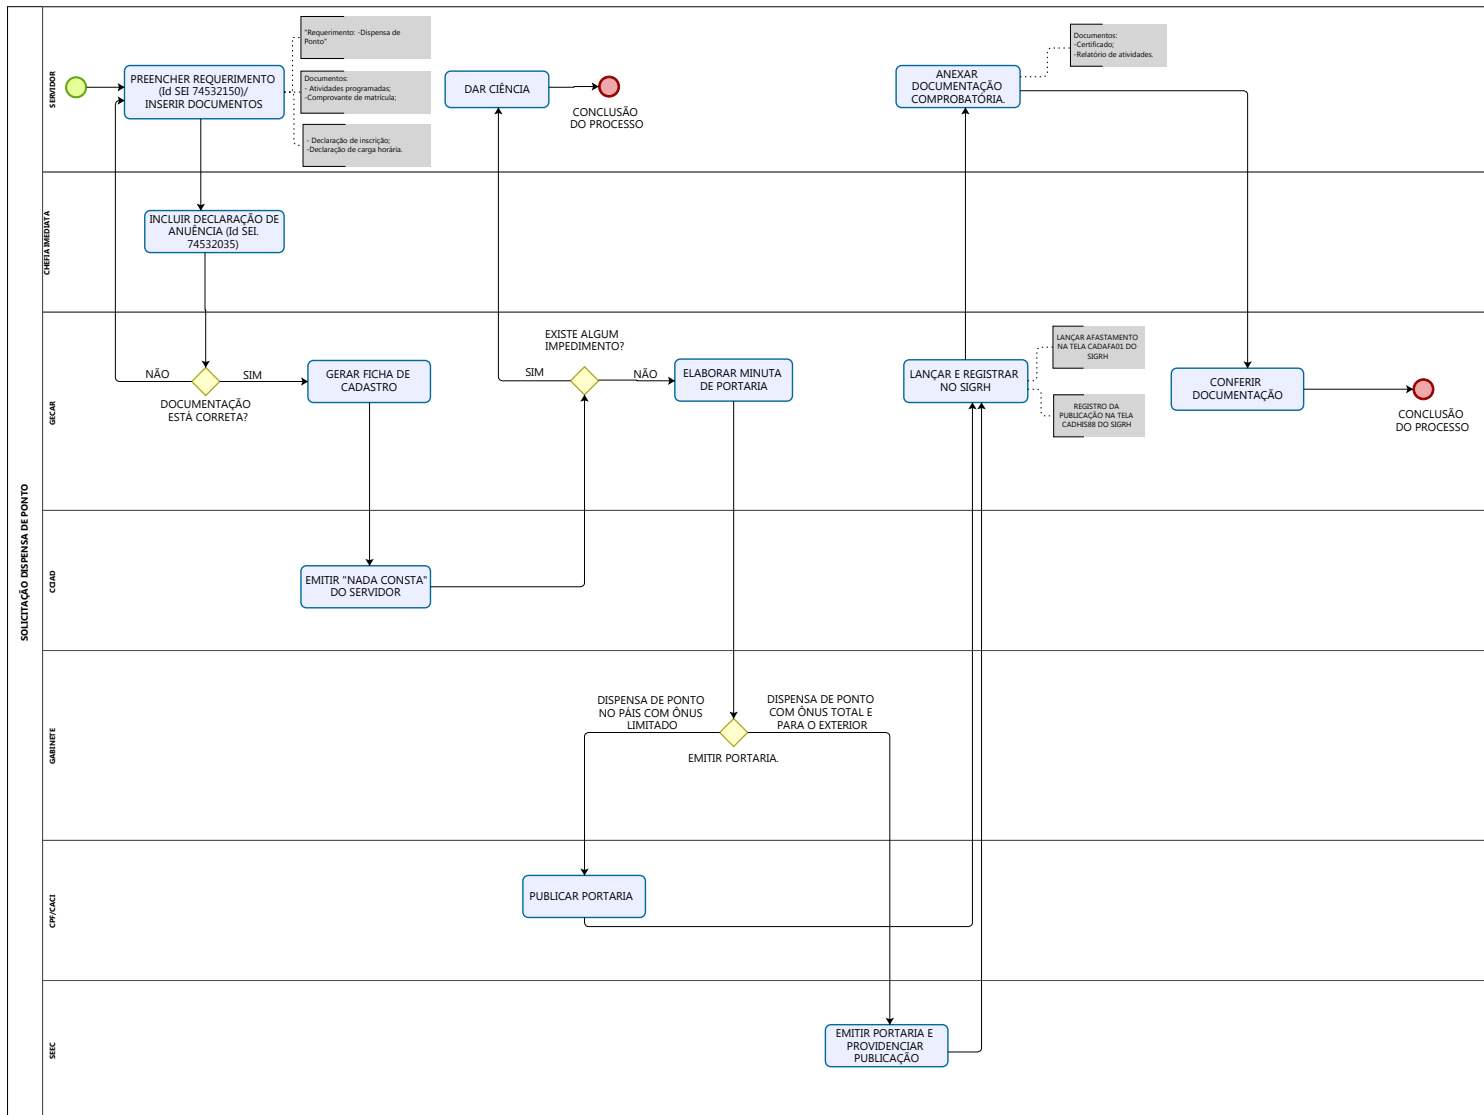 SOLICITAÇÃO DISPENSA DE PONTO
SERVIDOR
PREENCHER REQUERIMENTO
(Id SEI 74532150)/
INSERIR DOCUMENTOS
"Requerimento: -Dispensa de
Ponto"
Documentos:
- Atividades programadas;
-Comprovante de matrícula;
- Declaração de inscrição;
-Declaração de carga horária.
DAR CIÊNCIA
CONCLUSÃO
DO PROCESSO
ANEXAR
DOCUMENTAÇÃO
COMPROBATÓRIA.
Documentos:
-Certificado;
-Relatório de atividades.
CHEFIA IMEDIATA
INCLUIR DECLARAÇÃO DE
ANUÊNCIA (Id SEI.
74532035)
GECAR
NÃO
SIM
DOCUMENTAÇÃO
ESTÁ CORRETA?
GERAR FICHA DE
CADASTRO
EXISTE ALGUM
IMPEDIMENTO?
SIM
NÃO
ELABORAR MINUTA
DE PORTARIA
LANÇAR E REGISTRAR
NO SIGRH
LANÇAR AFASTAMENTO
NA TELA CADAFA01 DO
SIGRH
REGISTRO DA
PUBLICAÇÃO NA TELA
CADHIS88 DO SIGRH
CONFERIR
DOCUMENTAÇÃO
CONCLUSÃO
DO PROCESSO
CCIAD
EMITIR "NADA CONSTA"
DO SERVIDOR
GABINETE
DISPENSA DE PONTO
NO PÁIS COM ÔNUS
LIMITADO
DISPENSA DE PONTO
COM ÔNUS TOTAL E
PARA O EXTERIOR
EMITIR PORTARIA.
CPF/CACI
PUBLICAR PORTARIA
SEEC
EMITIR PORTARIA E
PROVIDENCIAR
PUBLICAÇÃO